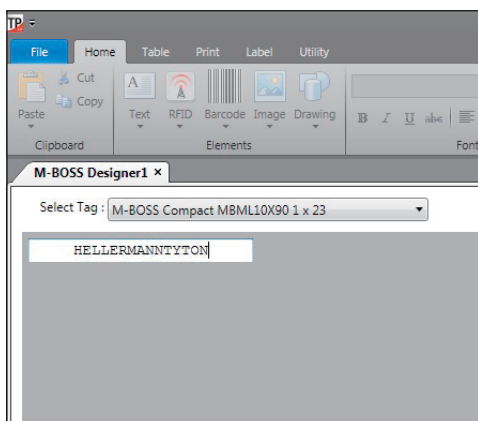 TP
File Home Table Print Label Utility
Cut
Copy
Paste
Text RFID Barcode Image Drawing
B I U abc
Clipboard Elements Font
M-BOSS Designer1 ×
Select Tag : M-BOSS Compact MBML10X90 1 x 23
HELLERMANNTYTON